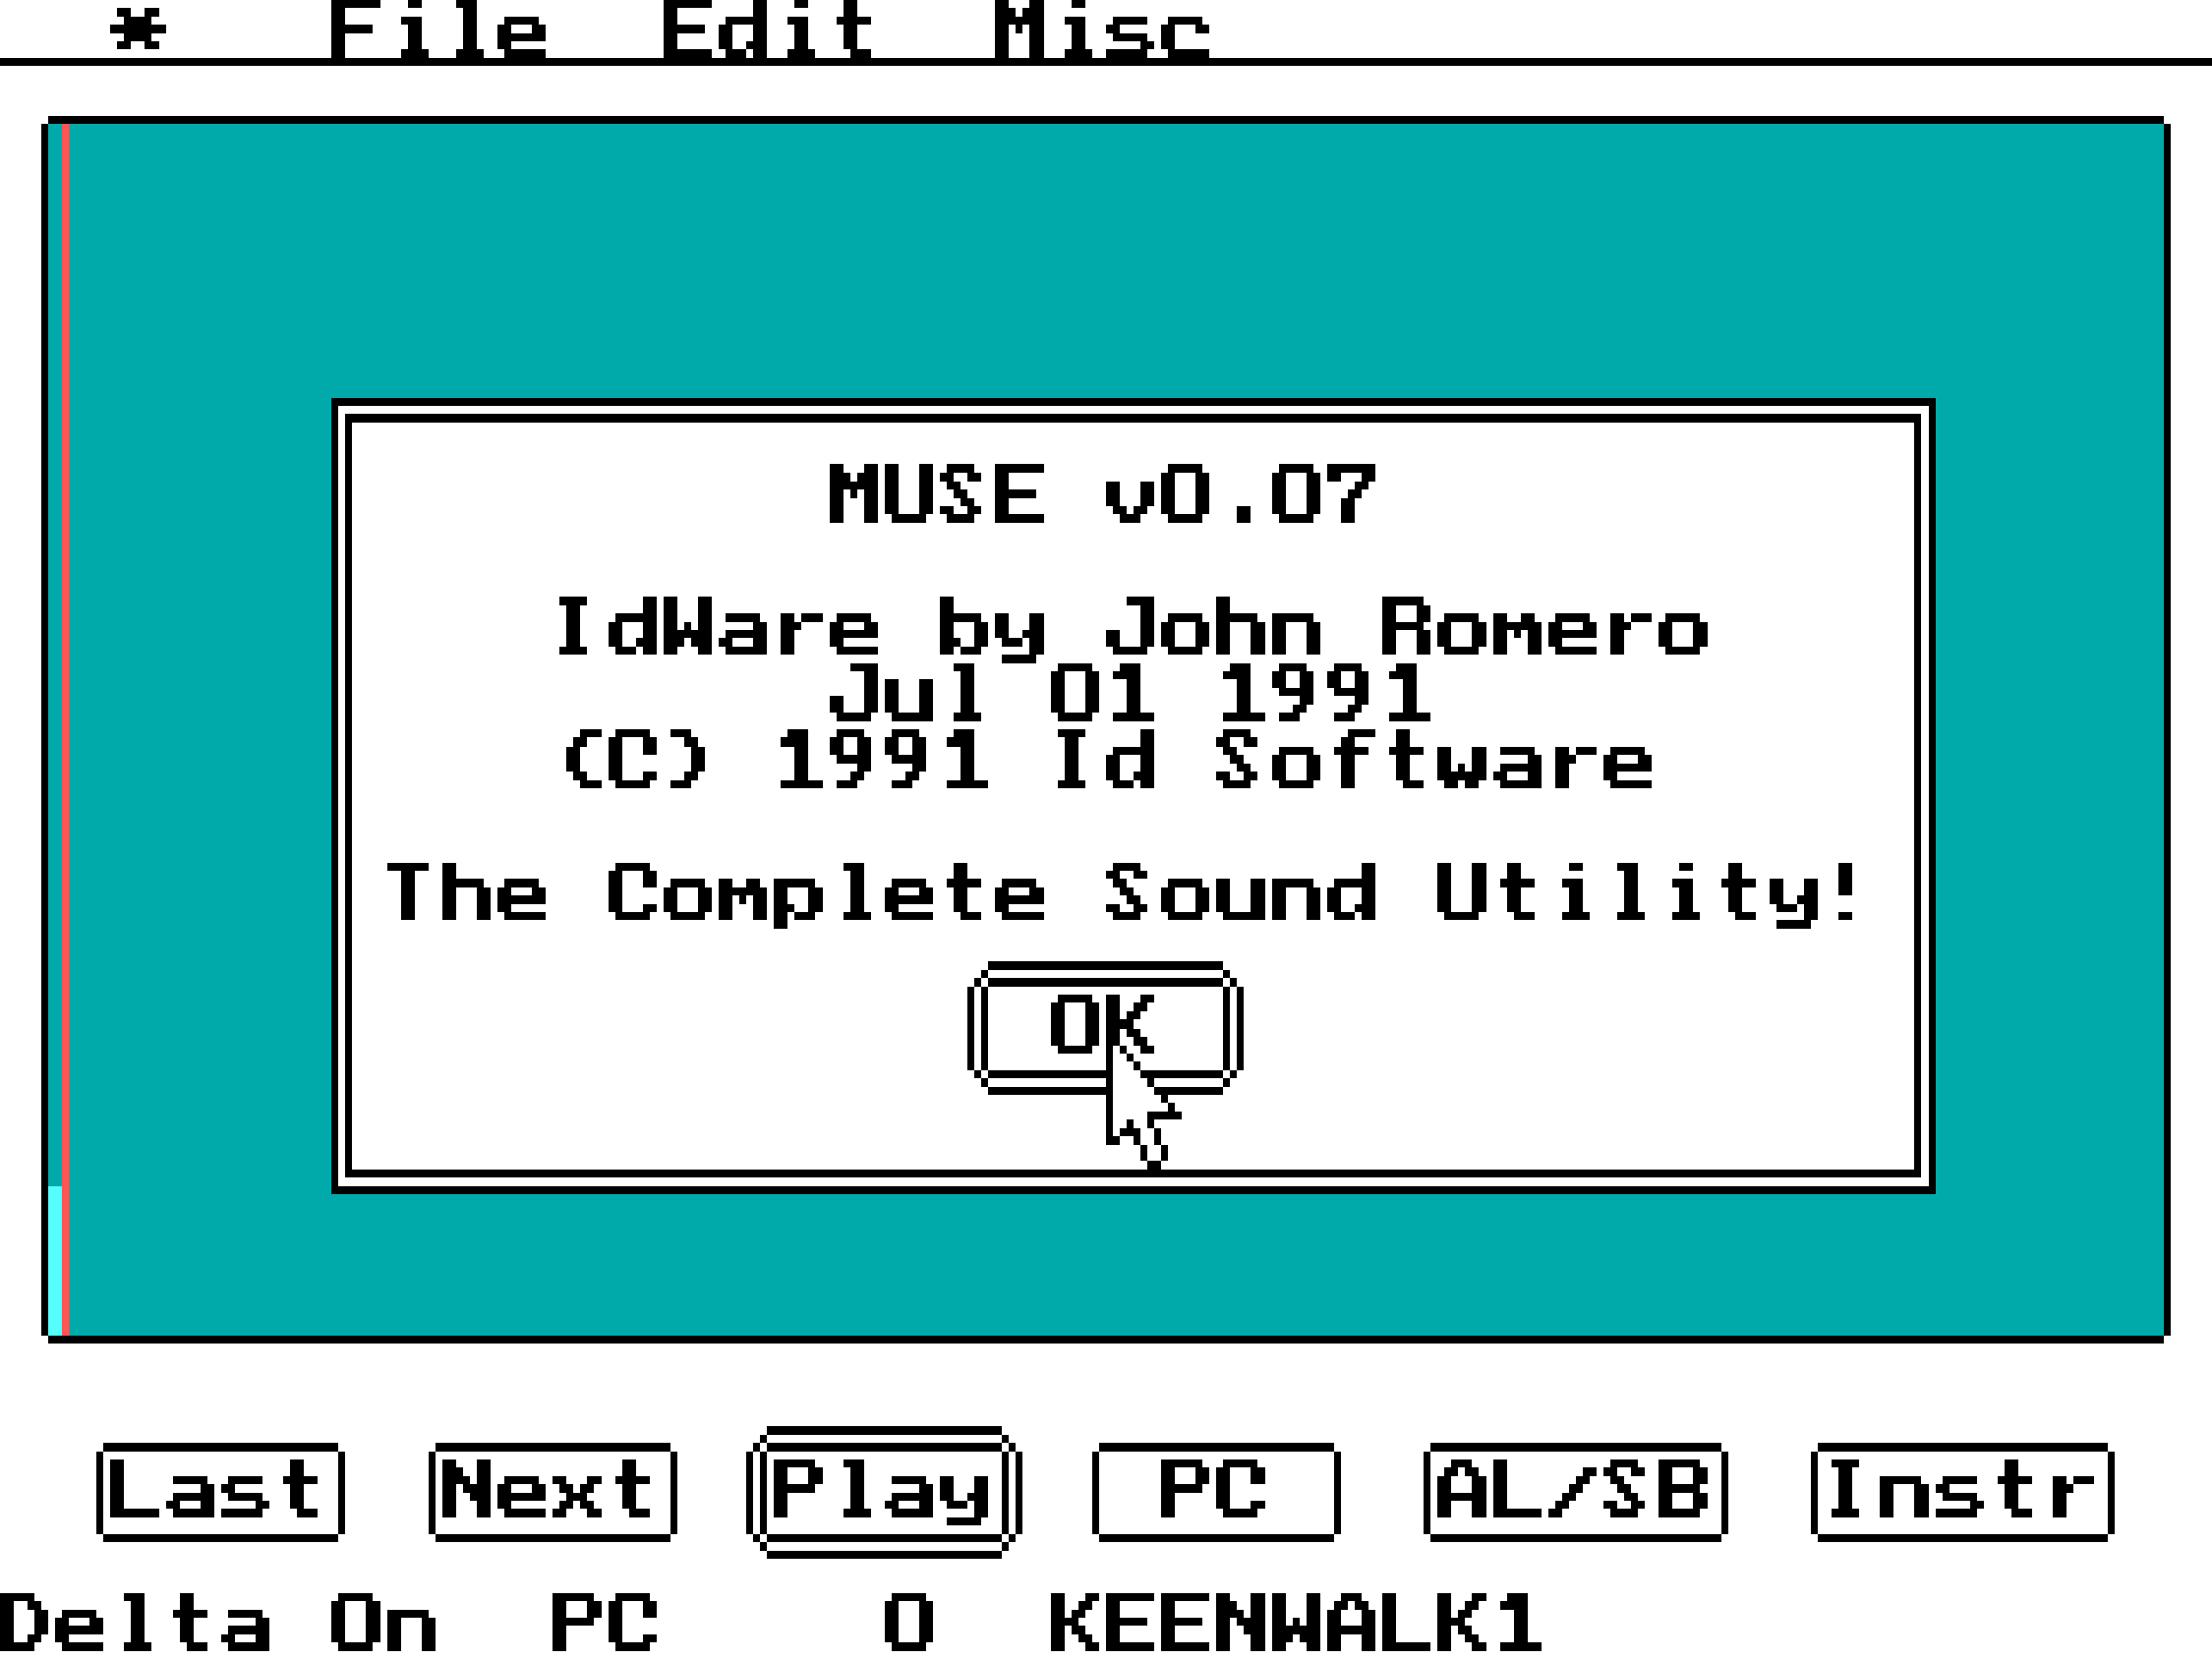 * File Edit Misc
MUSE v0.07
IdWare by John Romero
Jul 01 1991
(C) 1991 Id Software
The Complete Sound Utility!
OK
Last Next Play PC AL/SB Instr
Delta On PC 0 KEENWALK1